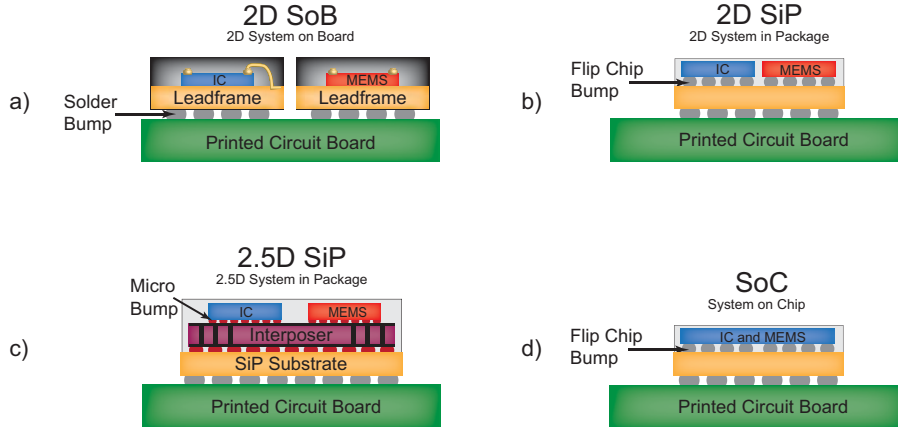 2D SoB
2D System on Board
a)
IC
MEMS
Leadframe
Leadframe
Solder
Bump
Printed Circuit Board
2D SiP
2D System in Package
b)
Flip Chip
Bump
IC
MEMS
Printed Circuit Board
2.5D SiP
2.5D System in Package
Micro
Bump
IC
MEMS
c)
Interposer
SiP Substrate
Printed Circuit Board
SoC
System on Chip
d)
Flip Chip
Bump
IC and MEMS
Printed Circuit Board